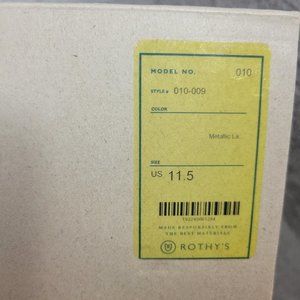 MODEL NO. 010
STYLE# 010-009
COLOR
Metallic La
SIZE
US 11.5
MADE RESPONSIBLY FROM
THE BEST MATERIALS
ROTHY'S